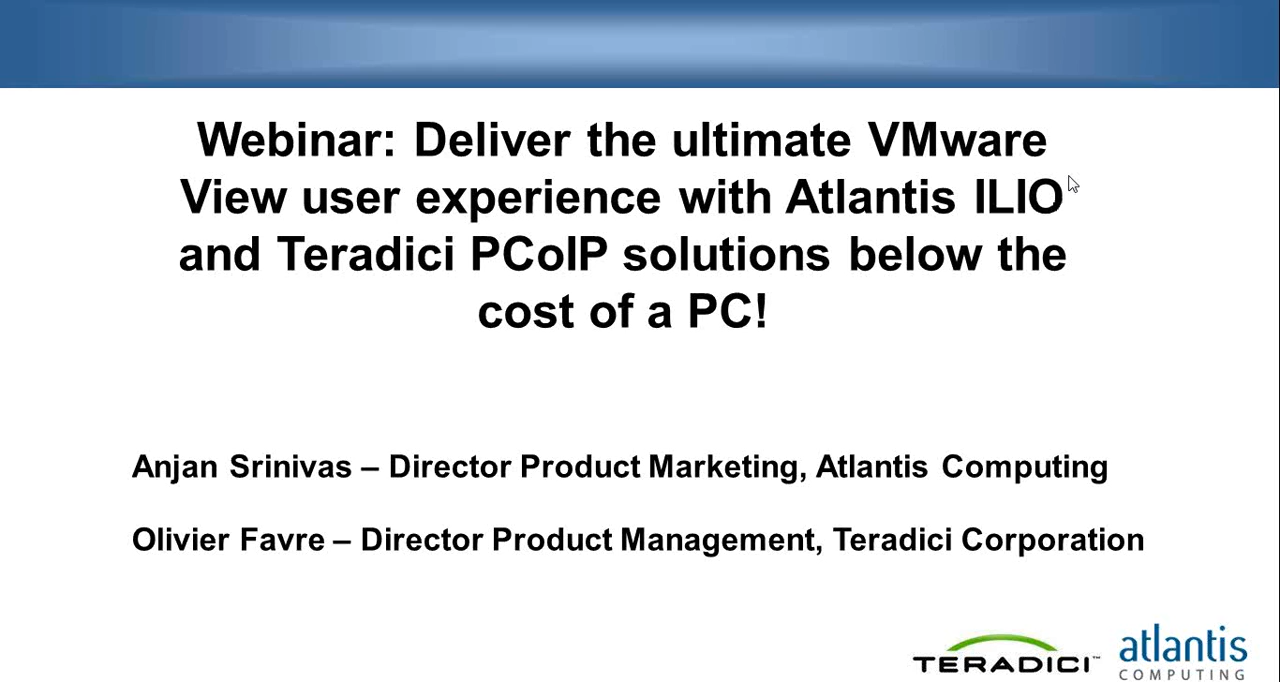 Webinar: Deliver the ultimate VMware
View user experience with Atlantis ILIO
and Teradici PCoIP solutions below the
cost of a PC!
Anjan Srinivas – Director Product Marketing, Atlantis Computing
Olivier Favre – Director Product Management, Teradici Corporation
TERADICI™
atlantis
COMPUTING